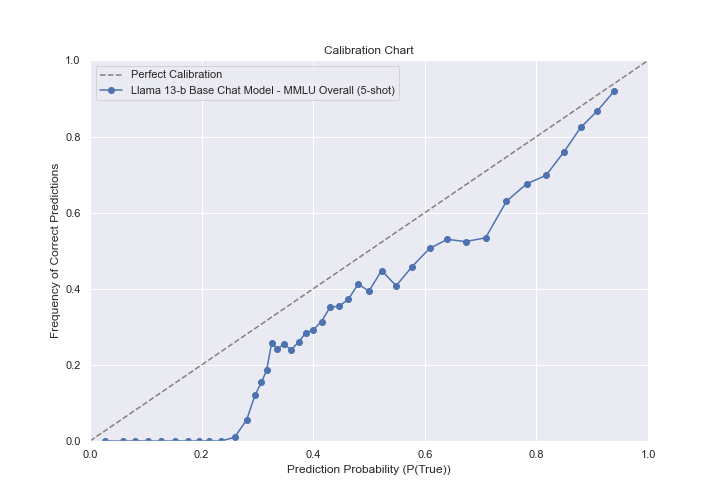 Calibration Chart
Perfect Calibration
Llama 13-b Base Chat Model - MMLU Overall (5-shot)
Frequency of Correct Predictions
1.0
0.8
0.6
0.4
0.2
0.0
0.0 0.2 0.4 0.6 0.8 1.0
Prediction Probability (P(True))